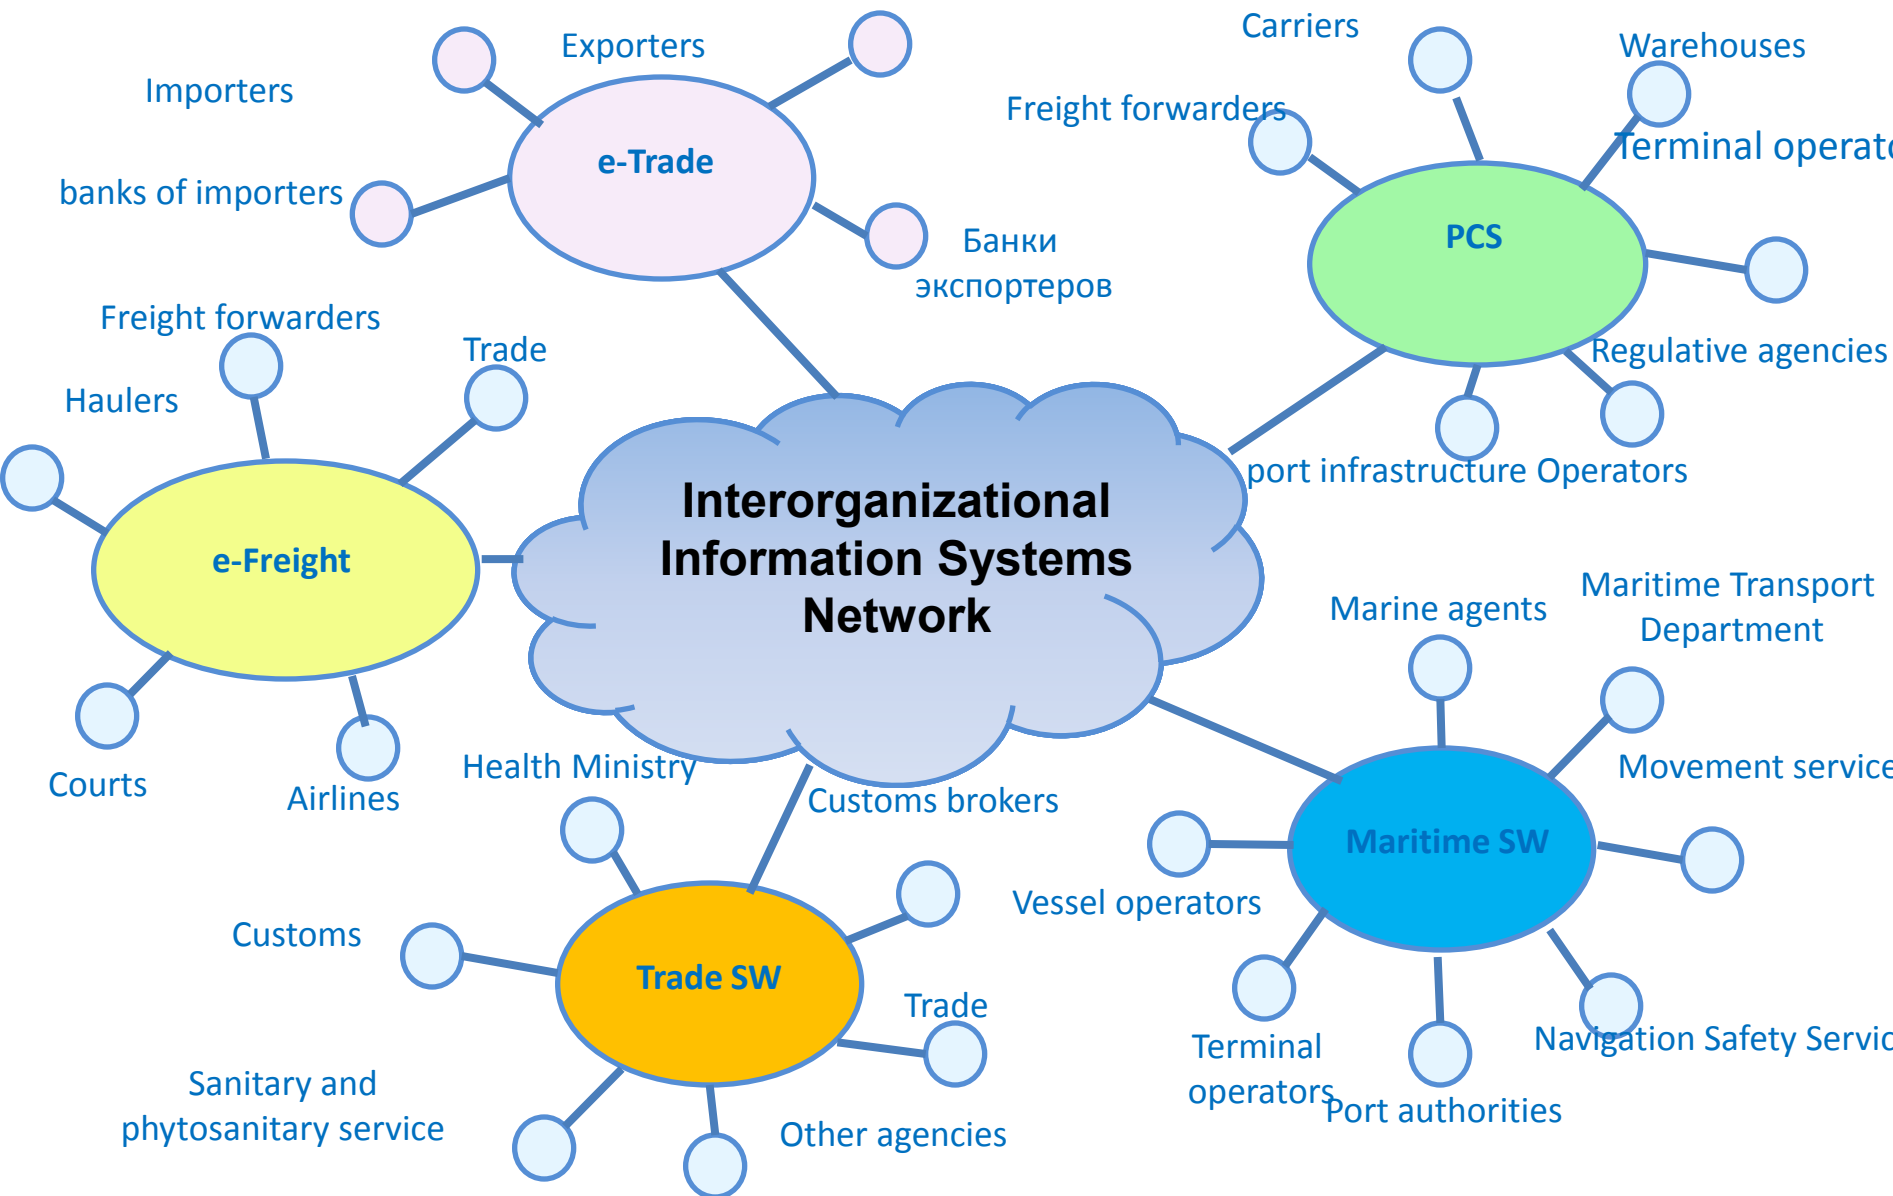 Exporters
Importers
e-Trade
banks of importers
Банки
экспортеров
Carriers
Warehouses
Freight forwarders
PCS
Regulative agencies
port infrastructure Operators
Freight forwarders
Trade
Haulers
e-Freight
Courts
Airlines
Interorganizational
Information Systems
Network
Marine agents
Maritime Transport
Department
Movement service
Maritime SW
Vessel operators
Terminal
operators
Port authorities
Navigation Safety
Health Ministry
Customs brokers
Customs
Trade SW
Trade
Sanitary and
phytosanitary service
Other agencies
Terminal